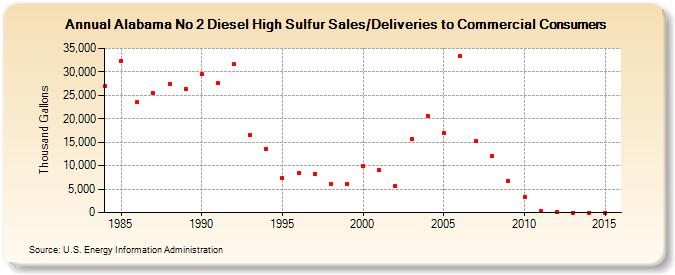 Annual Alabama No 2 Diesel High Sulfur Sales/Deliveries to Commercial Consumers
Thousand Gallons
35,000
30,000
25,000
20,000
15,000
10,000
5,000
0
1985 1990 1995 2000 2005 2010 2015
Source: U.S. Energy Information Administration